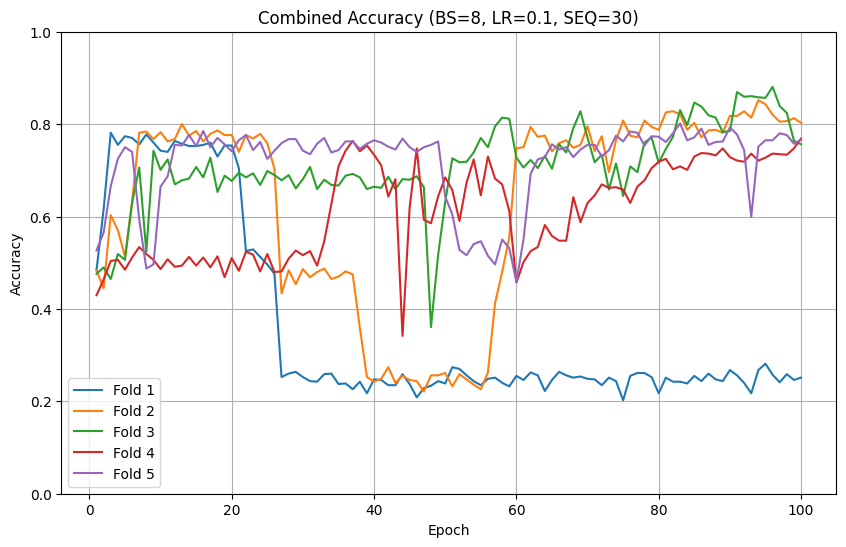 Combined Accuracy (BS=8, LR=0.1, SEQ=30)
Accuracy
1.0
0.8
0.6
0.4
0.2
0.0
Fold 1
Fold 2
Fold 3
Fold 4
Fold 5
0 20 40 60 80 100
Epoch